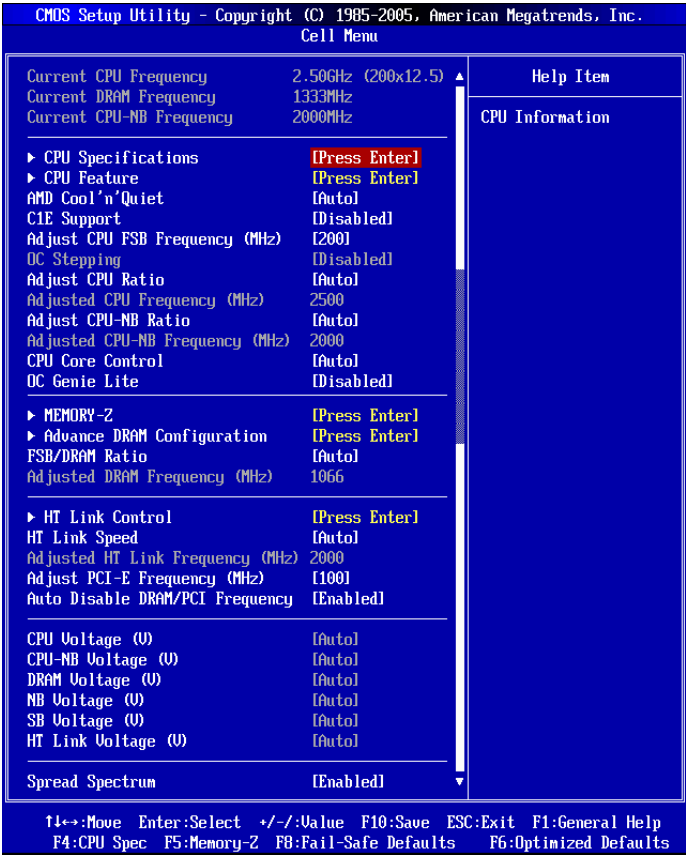 CMOS Setup Utility - Copyright (C) 1985-2005, American Megatrends, Inc.
Cell Menu
Current CPU Frequency 2.50GHz (200x12.5)
Current DRAM Frequency 1333MHz
Current CPU-NB Frequency 2000MHz
CPU Specifications [Press Enter]
CPU Feature [Press Enter]
AMD Cool'n'Quiet [Auto]
C1E Support [Disabled]
Adjust CPU FSB Frequency (MHz) [200]
OC Stepping [Disabled]
Adjust CPU Ratio [Auto]
Adjusted CPU Frequency (MHz) 2500
Adjust CPU-NB Ratio [Auto]
Adjusted CPU-NB Frequency (MHz) 2000
CPU Core Control [Auto]
OC Genie Lite [Disabled]
MEMORY-Z [Press Enter]
Advance DRAM Configuration [Press Enter]
FSB/DRAM Ratio [Auto]
Adjusted DRAM Frequency (MHz) 1066
HT Link Control [Press Enter]
HT Link Speed [Auto]
Adjusted HT Link Frequency (MHz) 2000
Adjust PCI-E Frequency (MHz) [100]
Auto Disable DRAM/PCI Frequency [Enabled]
CPU Voltage (V) [Auto]
CPU-NB Voltage (V) [Auto]
DRAM Voltage (V) [Auto]
NB Voltage (V) [Auto]
SB Voltage (V) [Auto]
HT Link Voltage (V) [Auto]
Spread Spectrum [Enabled]
Help Item
CPU Information
↑↓↔:Move Enter:Select +/-/:Value F10:Save ESC:Exit F1:General Help
F4:CPU Spec F5:Memory-Z F8:Fail-Safe Defaults F6:Optimized Defaults